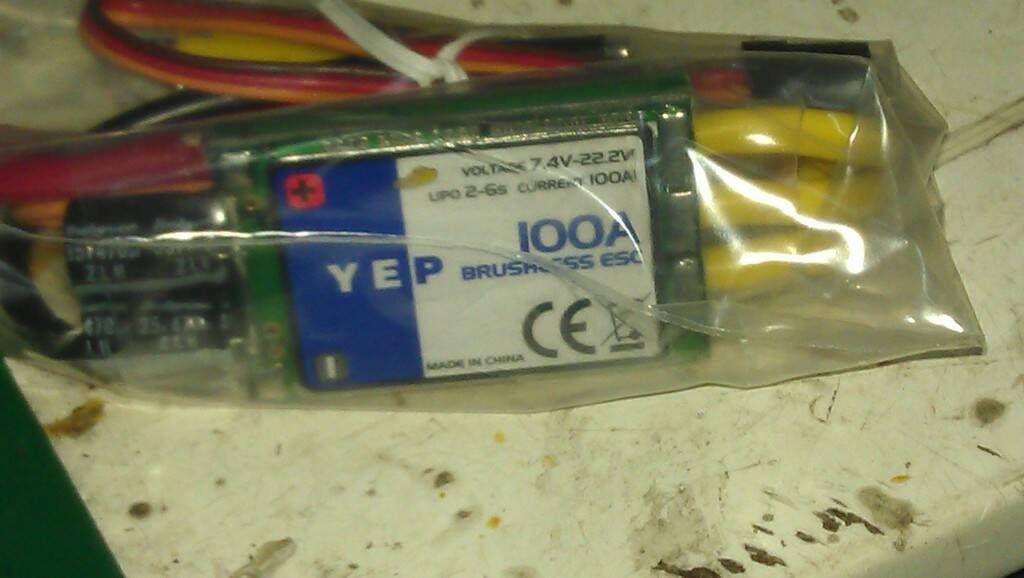 VOLTAGE 7.4V-22.2V
LIPO 2-6S CURRENT 100A
+
100A
YEP BRUSHLESS ESC
CE
MADE IN CHINA